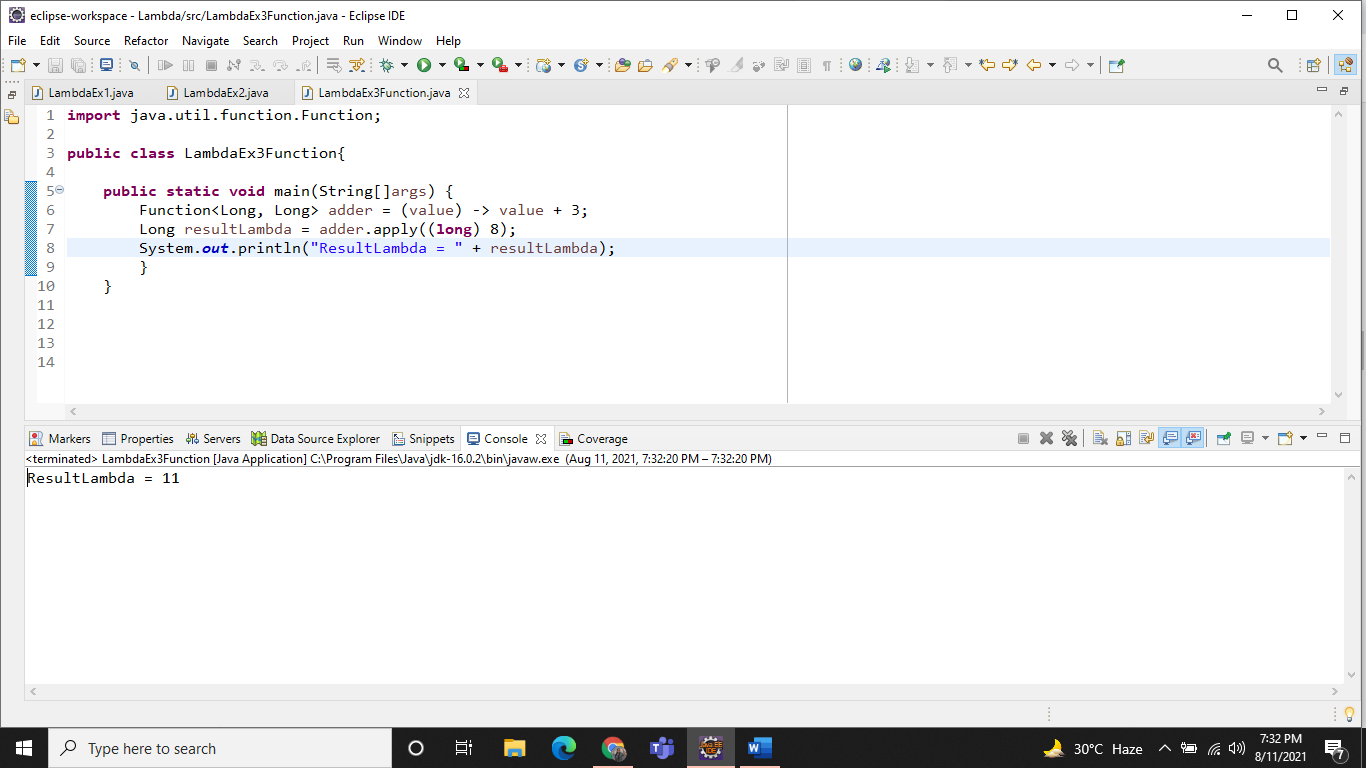 eclipse-workspace - Lambda/src/LambdaEx3Function.java - Eclipse IDE
File Edit Source Refactor Navigate Search Project Run Window Help
LambdaEx1.java LambdaEx2.java LambdaEx3Function.java
1 import java.util.function.Function;
2
3 public class LambdaEx3Function{
4
5 public static void main(String[]args) {
6 Function<Long, Long> adder = (value) -> value + 3;
7 Long resultLambda = adder.apply((long) 8);
8 System.out.println("ResultLambda = " + resultLambda);
9 }
10 }
11
12
13
14
Markers Properties Servers Data Source Explorer Snippets Console Coverage
<terminated> LambdaEx3Function [Java Application] C:\Program Files\Java\jdk-16.0.2\bin\javaw.exe (Aug 11, 2021, 7:32:20 PM – 7:32:20 PM)
ResultLambda = 11
Type here to search
30°C Haze
7:32 PM
8/11/2021
7